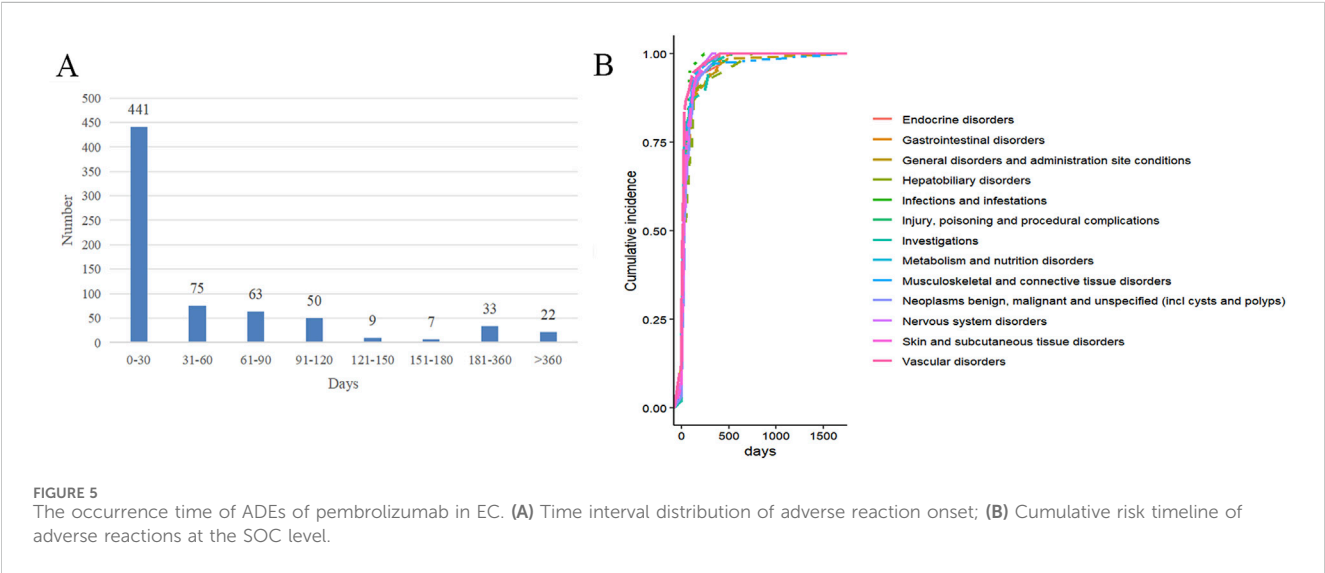 A
500
450
400
350
300
250
200
150
100
50
0
Number
441
75
63
50
9
7
33
22
0-30
31-60
61-90
91-120
121-150
151-180
181-360
>360
Days
B
1.00
0.75
0.50
0.25
0.00
Cumulative incidence
0
500
1000
1500
days
Endocrine disorders
Gastrointestinal disorders
General disorders and administration site conditions
Hepatobiliary disorders
Infections and infestations
Injury, poisoning and procedural complications
Investigations
Metabolism and nutrition disorders
Musculoskeletal and connective tissue disorders
Neoplasms benign, malignant and unspecified (incl cysts and polyps)
Nervous system disorders
Skin and subcutaneous tissue disorders
Vascular disorders
FIGURE 5
The occurrence time of ADEs of pembrolizumab in EC. (A) Time interval distribution of adverse reaction onset; (B) Cumulative risk timeline of
adverse reactions at the SOC level.